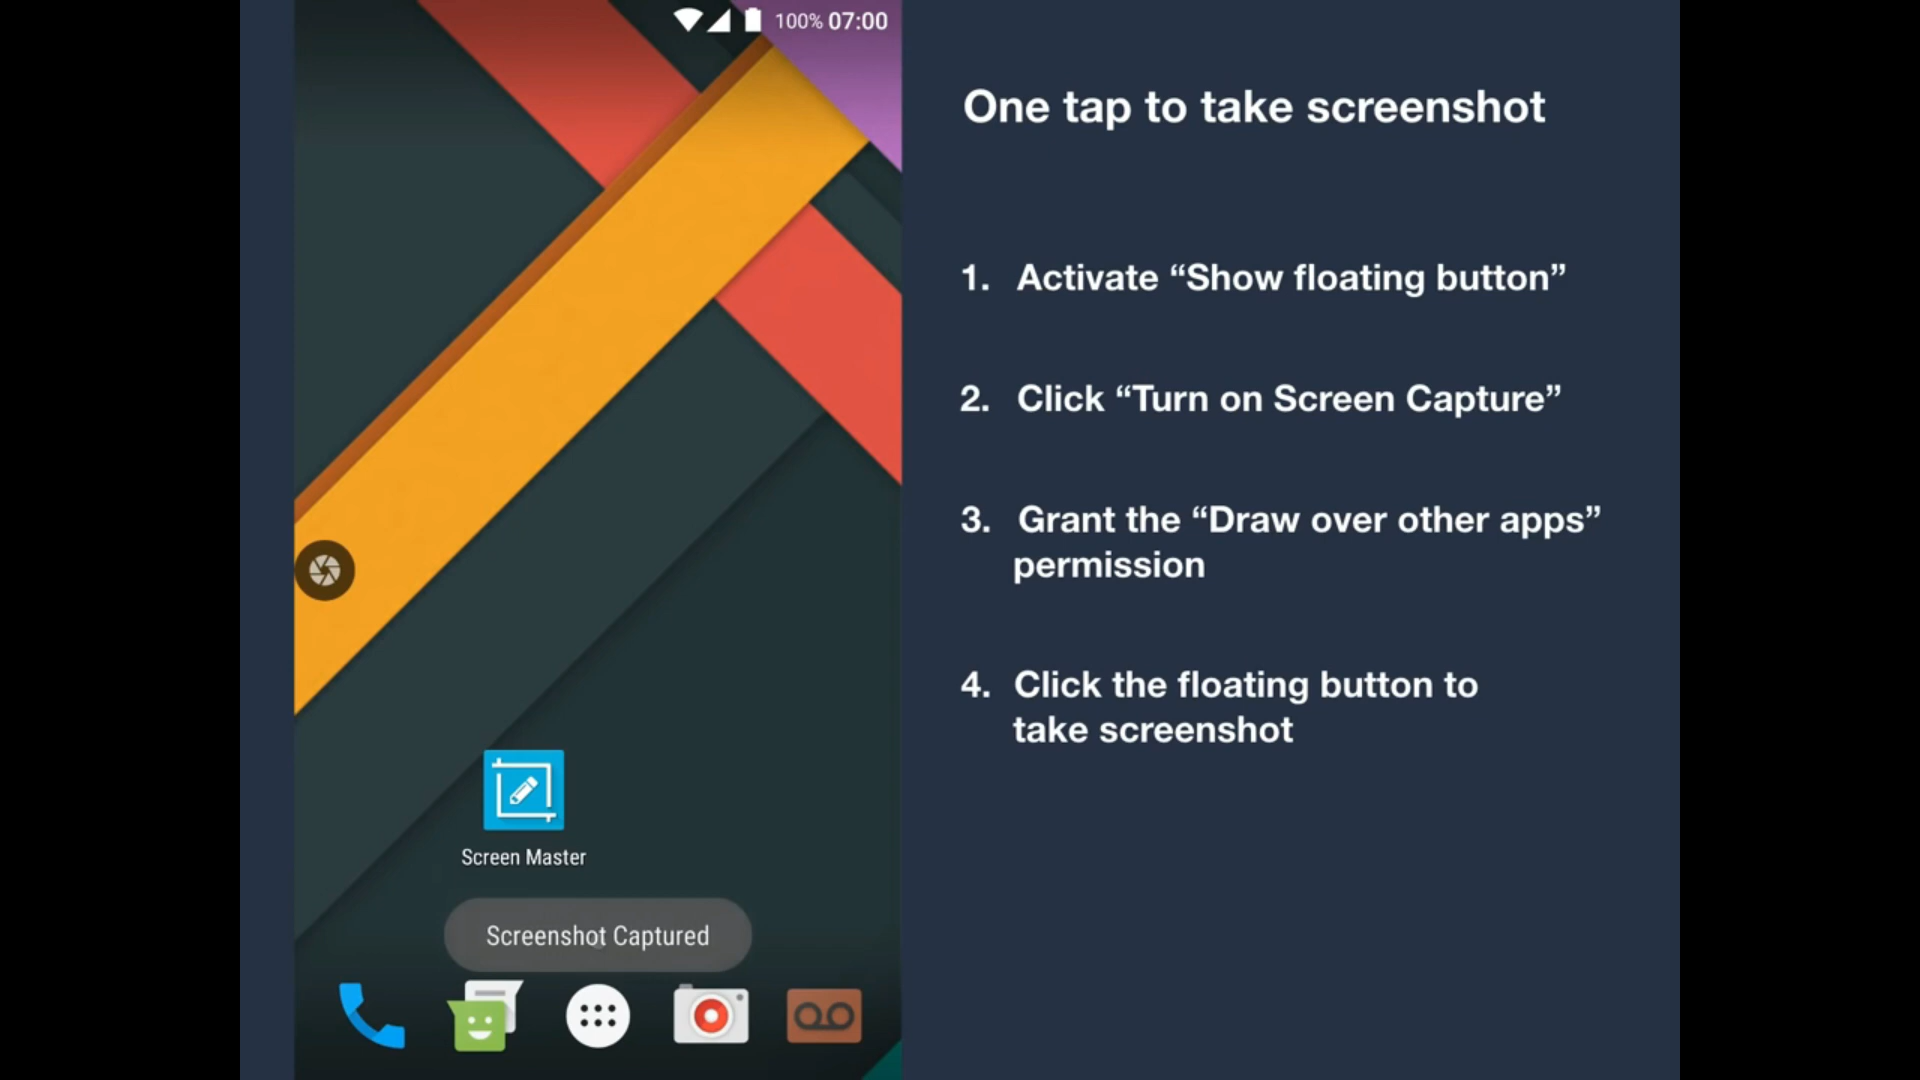 100% 07:00
Screen Master
Screenshot Captured
One tap to take screenshot
1. Activate “Show floating button”
2. Click “Turn on Screen Capture”
3. Grant the “Draw over other apps”
permission
4. Click the floating button to
take screenshot